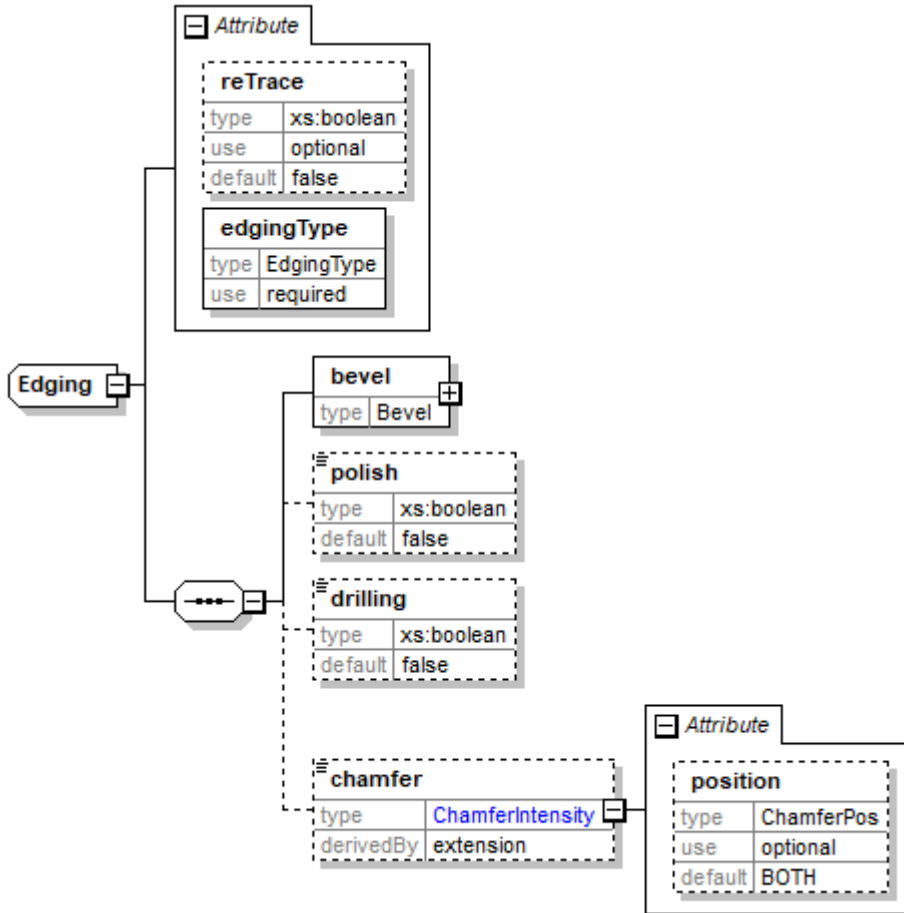 Attribute
reTrace
type xs:boolean
use optional
default false
edgingType
type EdgingType
use required
Edging
bevel
type Bevel
polish
type xs:boolean
default false
drilling
type xs:boolean
default false
Attribute
chamfer
type ChamferIntensity
derivedBy extension
position
type ChamferPos
use optional
default BOTH